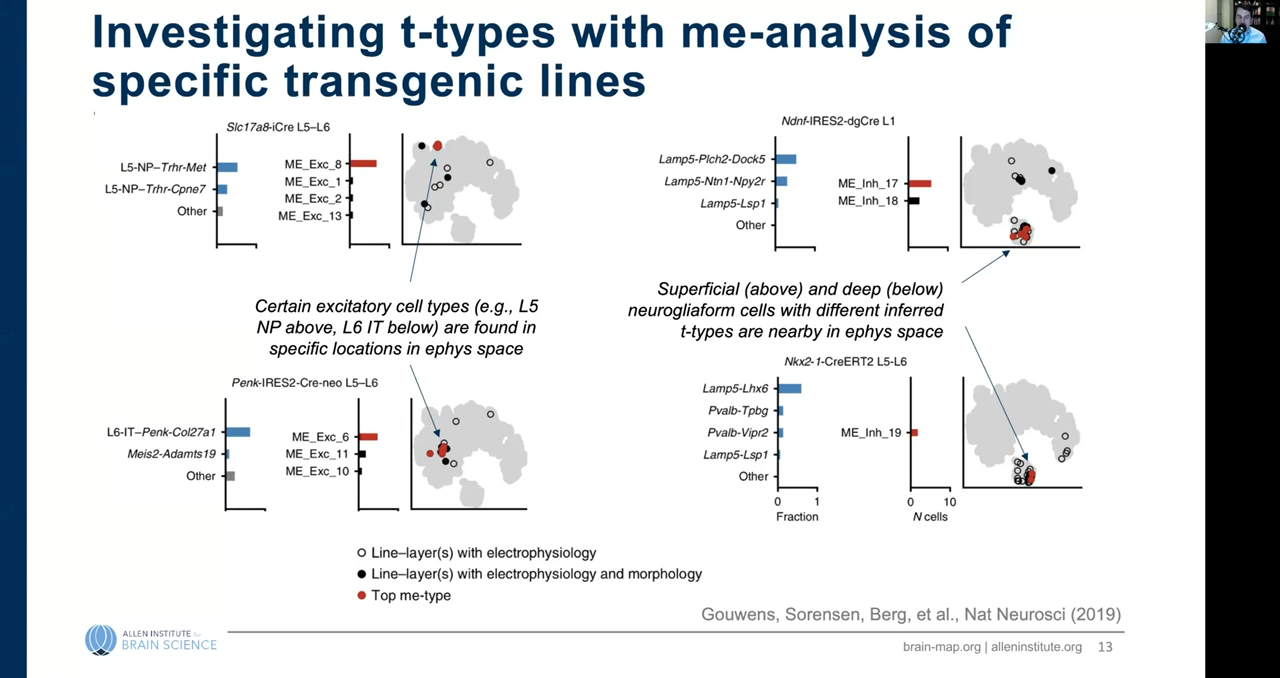 Investigating t-types with me-analysis of
specific transgenic lines
Slc17a8-iCre L5–L6
L5-NP–Trhr-Met
L5-NP–Trhr-Cpne7
Other
ME_Exc_8
ME_Exc_1
ME_Exc_2
ME_Exc_13
Ndnf-IRES2-dgCre L1
Lamp5-Plch2-Dock5
Lamp5-Ntn1-Npy2r
Lamp5-Lsp1
Other
ME_Inh_17
ME_Inh_18
Certain excitatory cell types (e.g., L5
NP above, L6 IT below) are found in
specific locations in ephys space
Superficial (above) and deep (below)
neurogliaform cells with different inferred
t-types are nearby in ephys space
Penk-IRES2-Cre-neo L5–L6
L6-IT–Penk-Col27a1
Meis2-Adamts19
Other
ME_Exc_6
ME_Exc_11
ME_Exc_10
Nkx2-1-CreERT2 L5-L6
Lamp5-Lhx6
Pvalb-Tpbg
Pvalb-Vipr2
Lamp5-Lsp1
Other
0 1
Fraction
ME_Inh_19
0 10
N cells
Line–layer(s) with electrophysiology
Line–layer(s) with electrophysiology and morphology
Top me-type
Gouwens, Sorensen, Berg, et al., Nat Neurosci (2019)
ALLEN INSTITUTE for
BRAIN SCIENCE
brain-map.org | alleninstitute.org 13